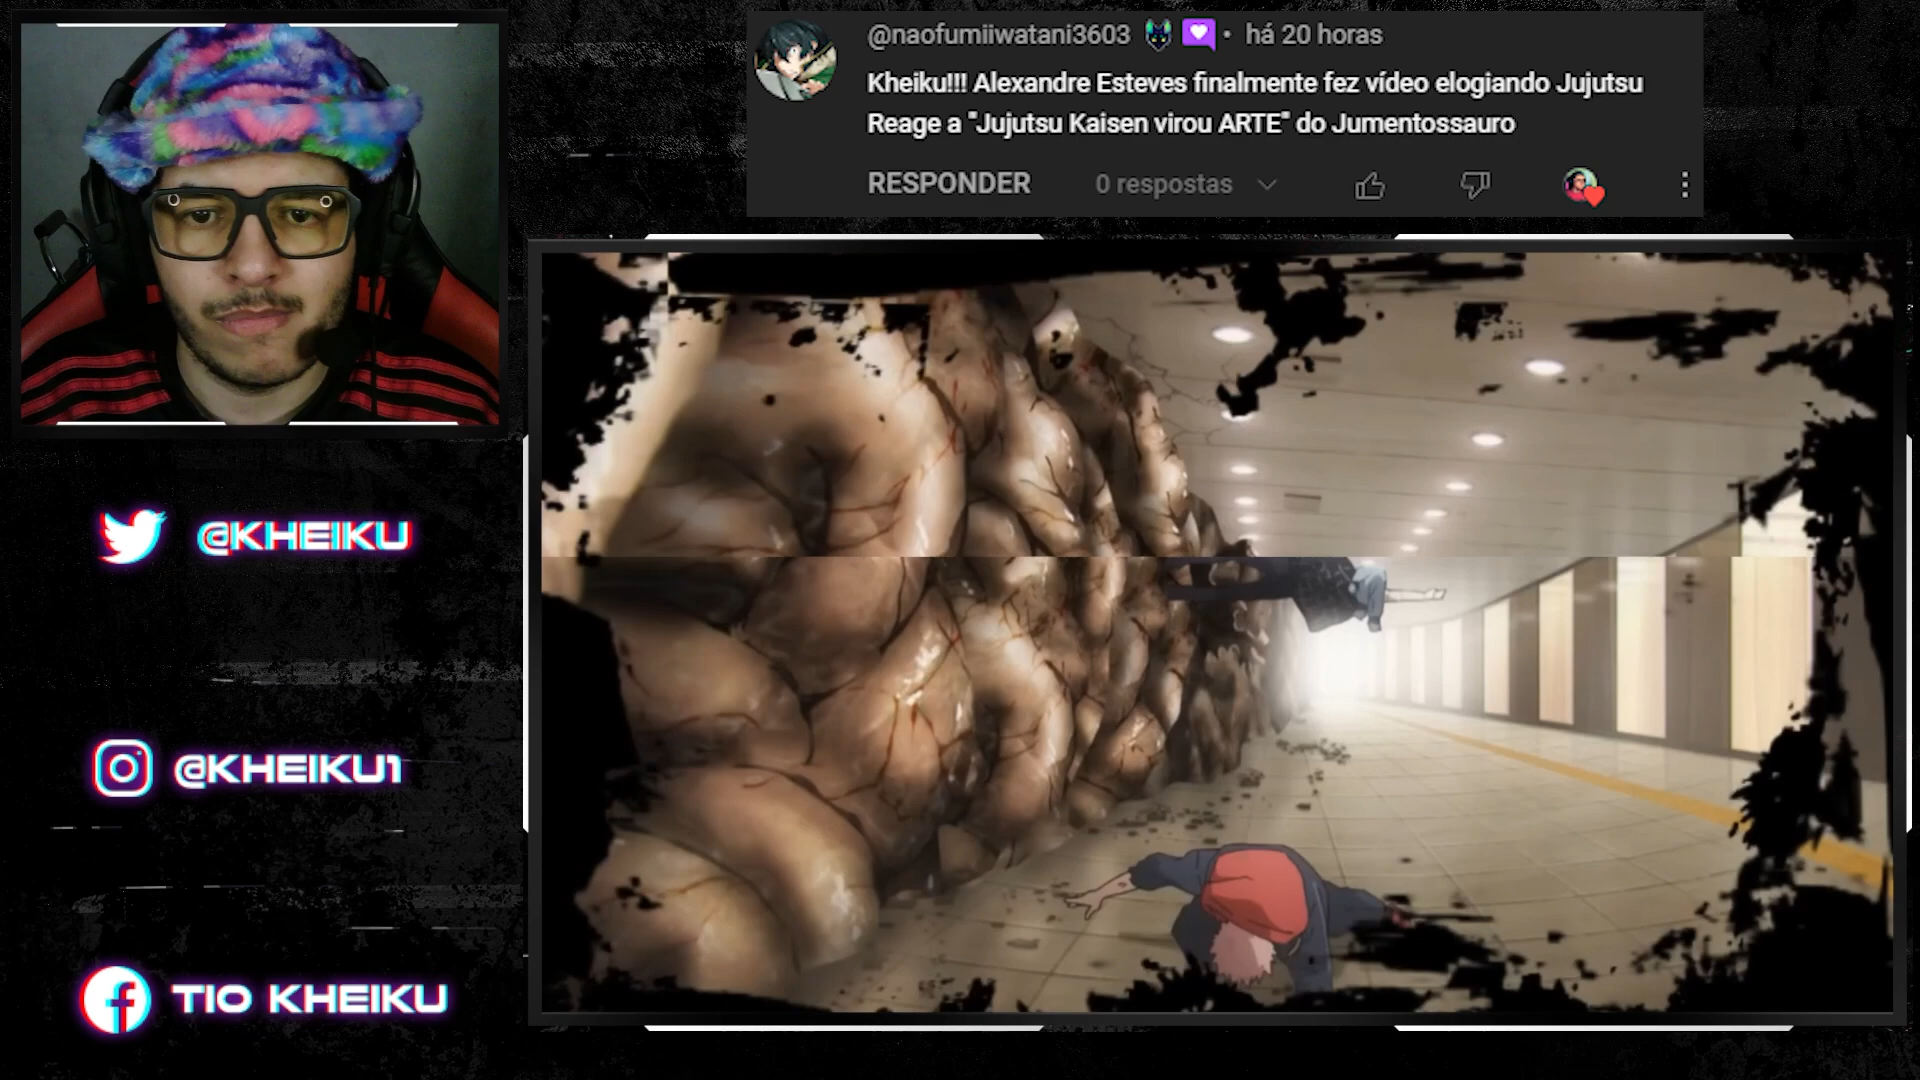 @naofumiiwatani3603 • há 20 horas
Kheiku!!! Alexandre Esteves finalmente fez vídeo elogiando Jujutsu
Reage a "Jujutsu Kaisen virou ARTE" do Jumentossauro
RESPONDER 0 respostas
@KHEIKU
@KHEIKU1
TIO KHEIKU